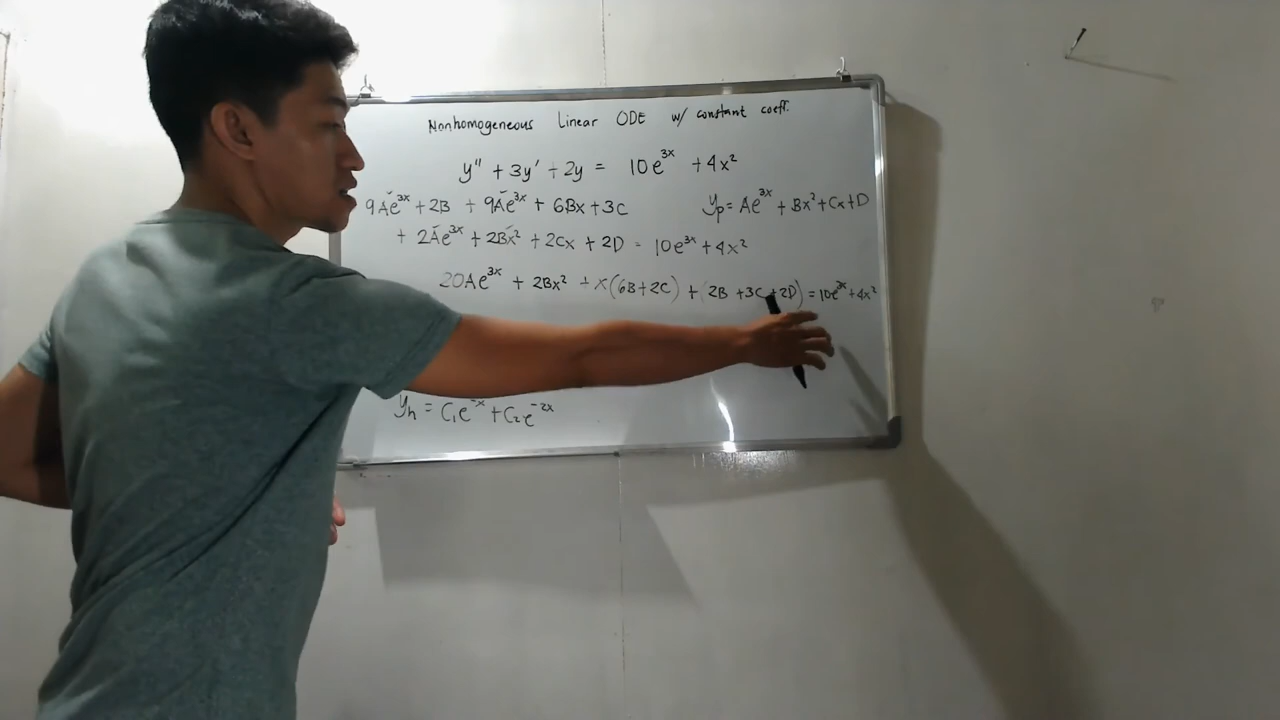 Nonhomogeneous Linear ODE w/ constant coeff.
y'' + 3y' + 2y = 10e^{3x} + 4x²
9Ae^{3x} + 2B + 9Ae^{3x} + 6Bx + 3C
y_p = Ae^{3x} + Bx² + Cx + D
+ 2Ae^{3x} + 2Bx² + 2Cx + 2D = 10e^{3x} + 4x²
20Ae^{3x} + 2Bx² + x(6B+2C) + (2B + 3C + 2D) = 10e^{3x} + 4x²
y_h = C₁e^{-x} + C₂e^{-2x}